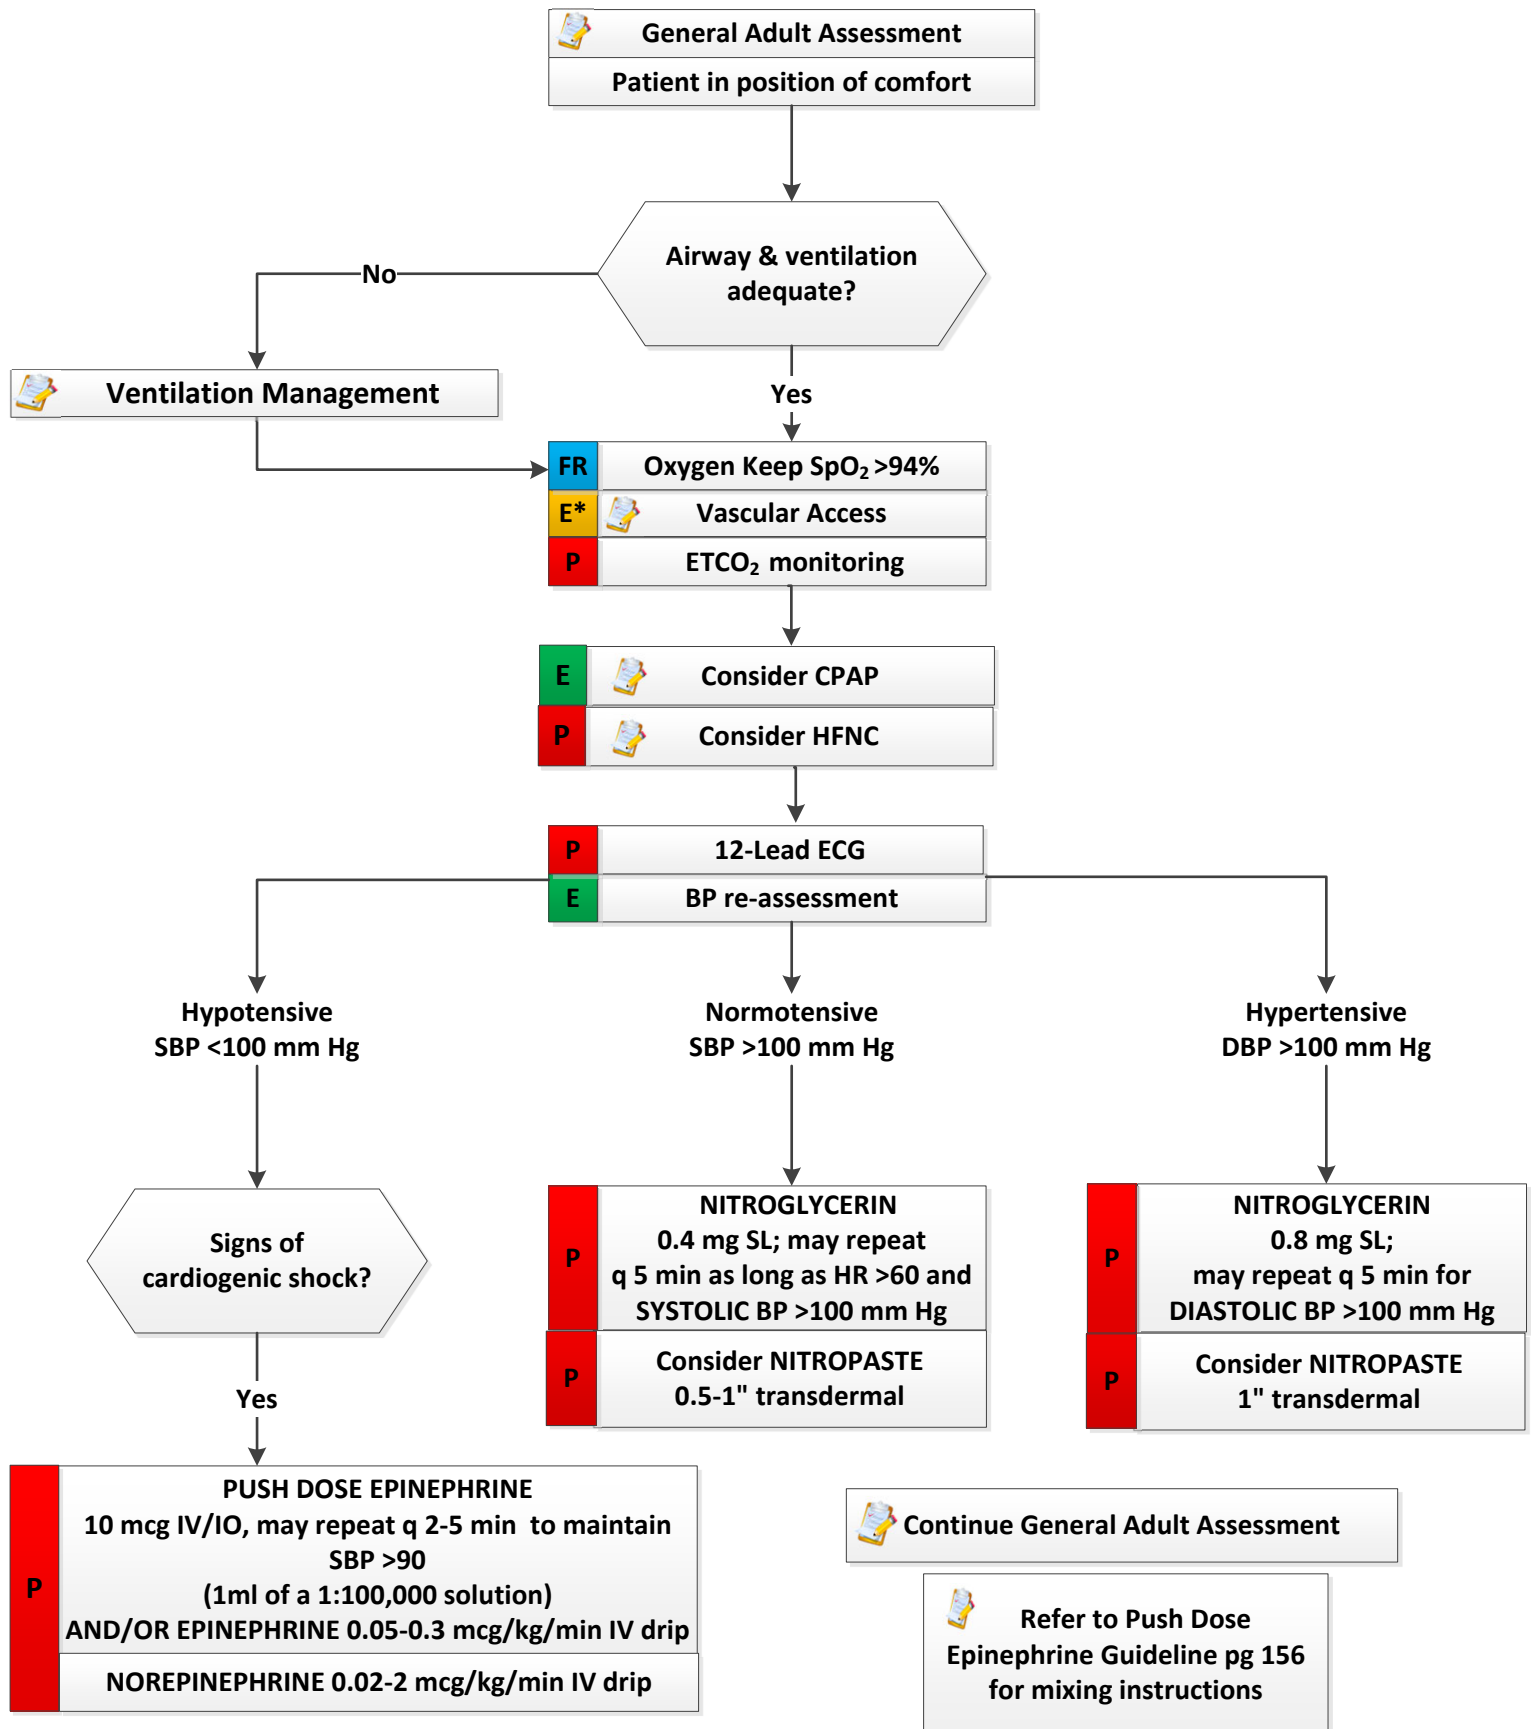 General Adult Assessment
Patient in position of comfort
Airway & ventilation
adequate?
No
Yes
Ventilation Management
FR
Oxygen Keep SpO₂ >94%
E*
Vascular Access
P
ETCO₂ monitoring
E
Consider CPAP
P
Consider HFNC
P
12-Lead ECG
E
BP re-assessment
Hypotensive
SBP <100 mm Hg
Normotensive
SBP >100 mm Hg
Hypertensive
DBP >100 mm Hg
Signs of
cardiogenic shock?
Yes
P
NITROGLYCERIN
0.4 mg SL; may repeat
q 5 min as long as HR >60 and
SYSTOLIC BP >100 mm Hg
P
Consider NITROPASTE
0.5-1" transdermal
P
NITROGLYCERIN
0.8 mg SL;
may repeat q 5 min for
DIASTOLIC BP >100 mm Hg
P
Consider NITROPASTE
1" transdermal
P
PUSH DOSE EPINEPHRINE
10 mcg IV/IO, may repeat q 2-5 min to maintain
SBP >90
(1ml of a 1:100,000 solution)
AND/OR EPINEPHRINE 0.05-0.3 mcg/kg/min IV drip
NOREPINEPHRINE 0.02-2 mcg/kg/min IV drip
Continue General Adult Assessment
Refer to Push Dose
Epinephrine Guideline pg 156
for mixing instructions